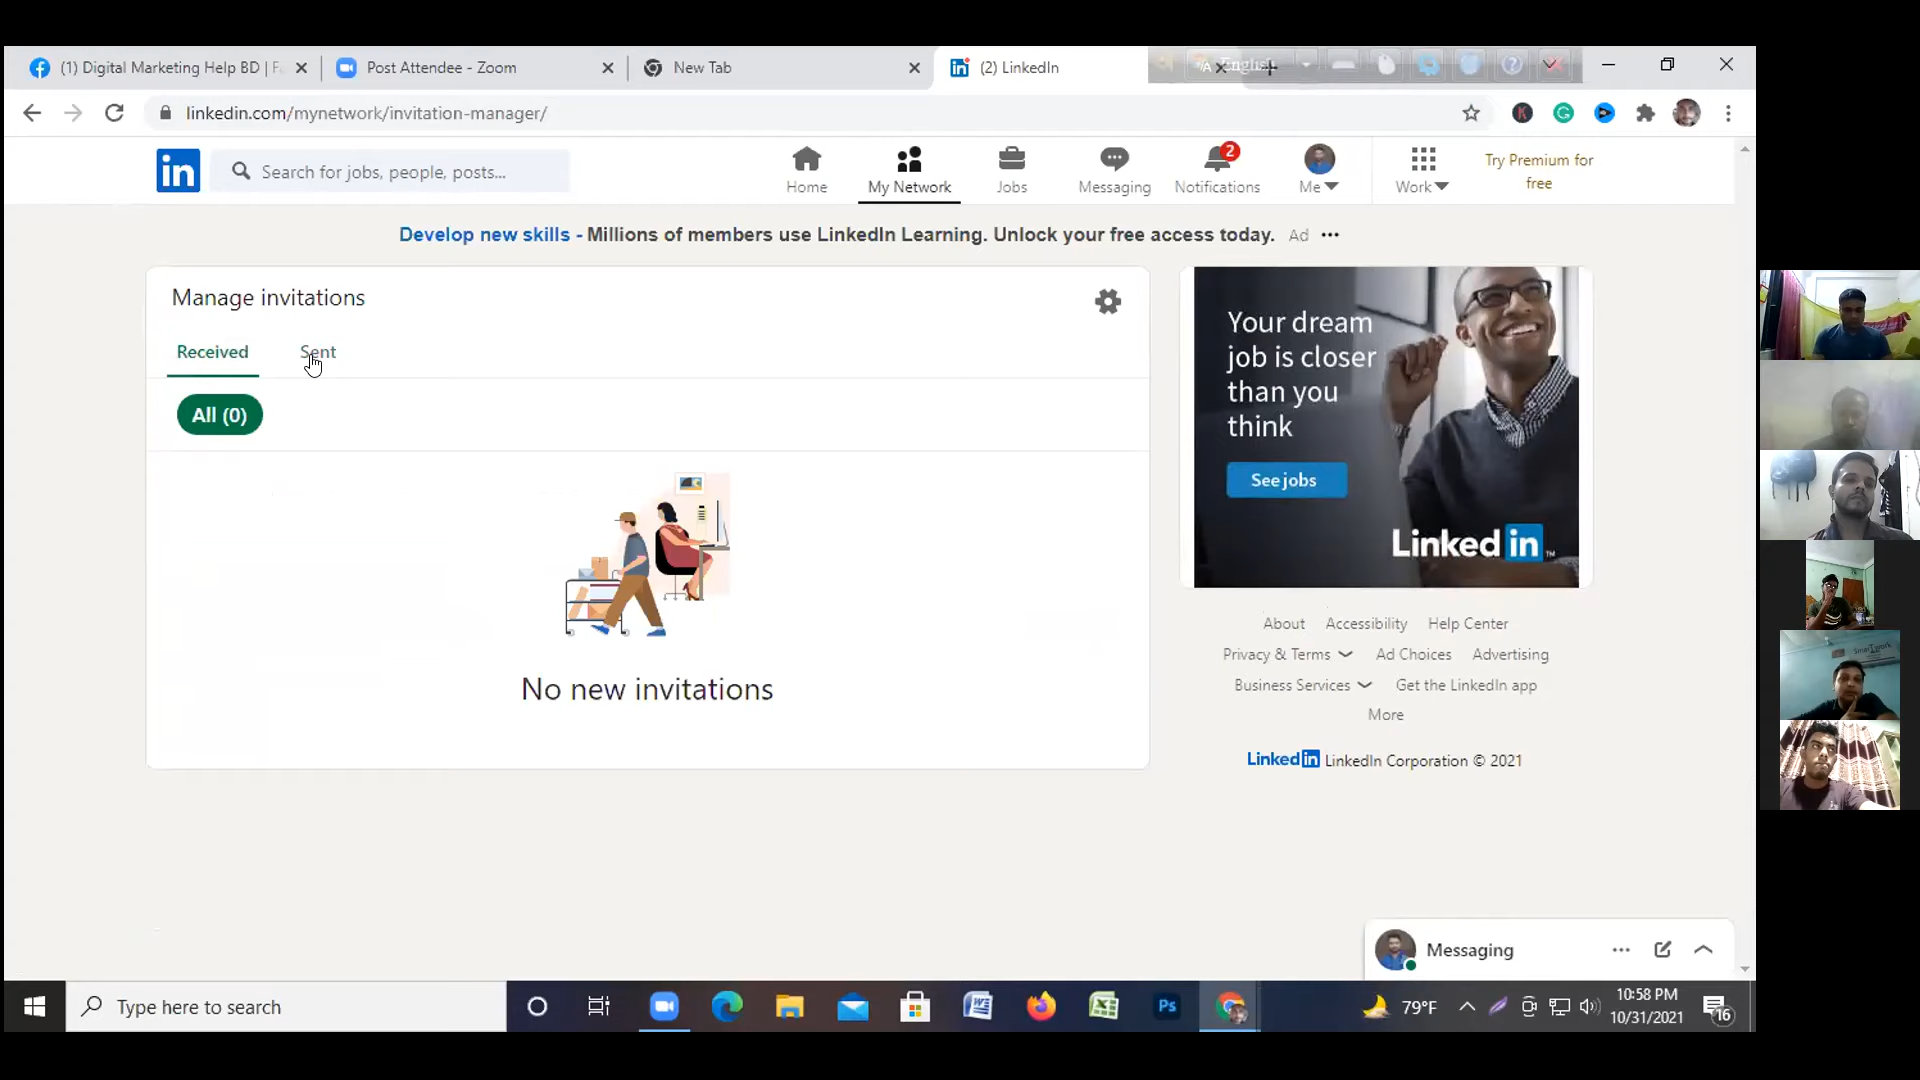 (1) Digital Marketing Help BD | F
Post Attendee - Zoom
New Tab
(2) LinkedIn
English
linkedin.com/mynetwork/invitation-manager/
in
Search for jobs, people, posts...
Home
My Network
Jobs
Messaging
2
Notifications
Me
Work
Try Premium for
free
Develop new skills - Millions of members use LinkedIn Learning. Unlock your free access today. Ad
Manage invitations
Received
Sent
All (0)
No new invitations
Your dream
job is closer
than you
think
See jobs
Linked in
About Accessibility Help Center
Privacy & Terms Ad Choices Advertising
Business Services Get the LinkedIn app
More
Linked in LinkedIn Corporation © 2021
Messaging
Type here to search
Ps
79°F
10:58 PM
10/31/2021
16